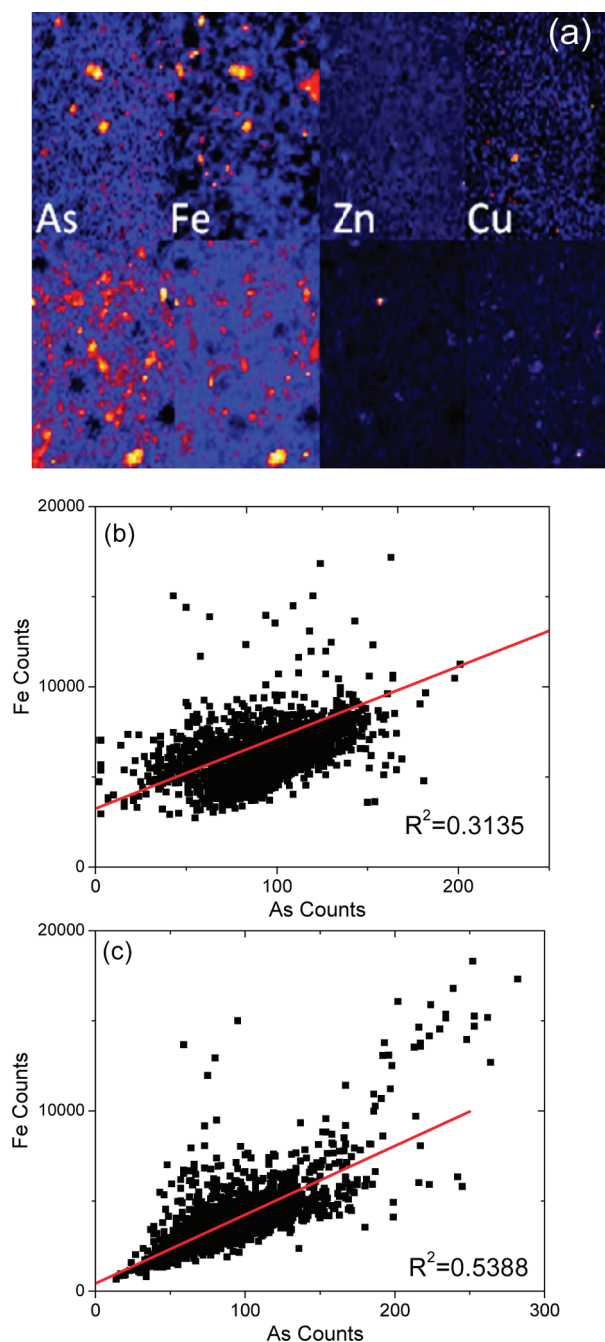 (a)
As Fe Zn Cu
20000
(b)
10000
Fe Counts
R²=0.3135
0
0 100 200
As Counts
20000
(c)
10000
Fe Counts
R²=0.5388
0
0 100 200 300
As Counts